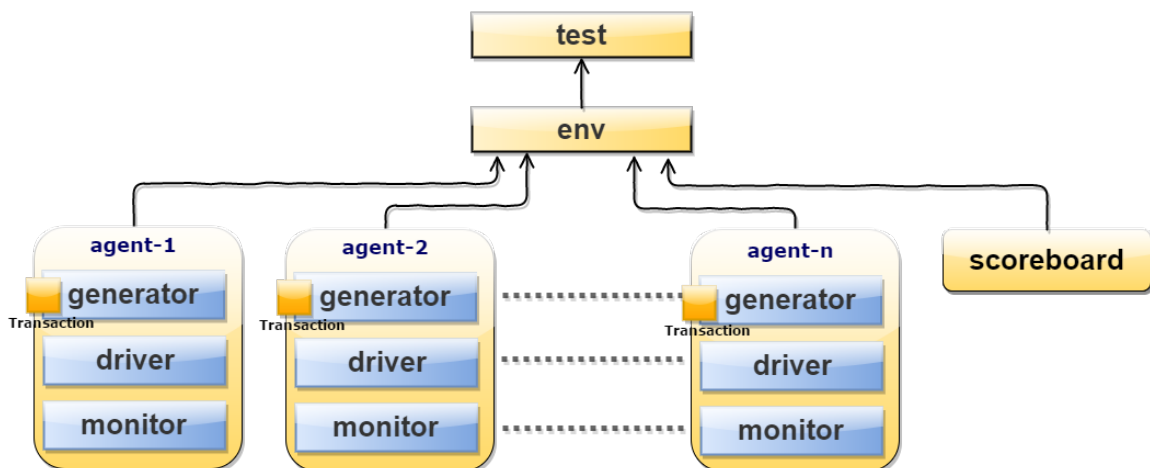 test
env
agent-1
generator
Transaction
driver
monitor
agent-2
generator
Transaction
driver
monitor
agent-n
generator
Transaction
driver
monitor
scoreboard